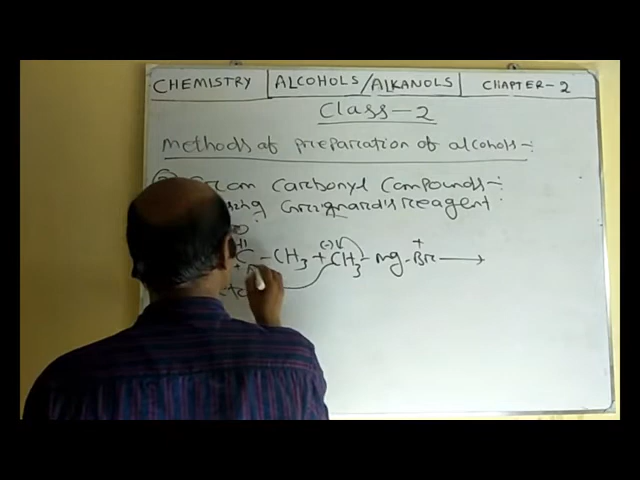 CHEMISTRY ALCOHOLS/ALKANOLS CHAPTER-2
Class-2
Methods of preparation of alcohols-:
Carbonyl Compounds-:
Grignard's reagent
O
C - CH3 + (-) CH3 - mg - Br + →
+